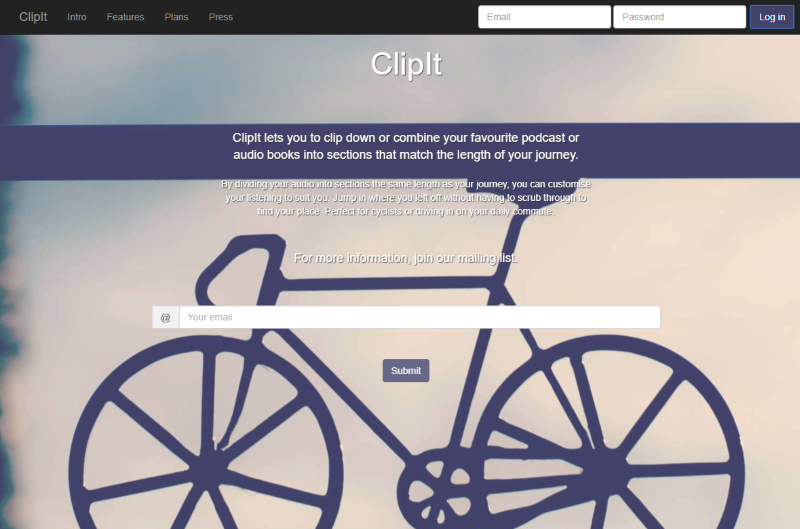 ClipIt Intro Features Plans Press Email Password Log in
ClipIt
ClipIt lets you to clip down or combine your favourite podcast or
audio books into sections that match the length of your journey.
By dividing your audio into sections the same length as your journey, you can customise
your listening to suit you. Jump in where you left off without having to scrub through to
find your place. Perfect for cyclists or driving in on your daily commute.
For more information, join our mailing list.
@ Your email
Submit